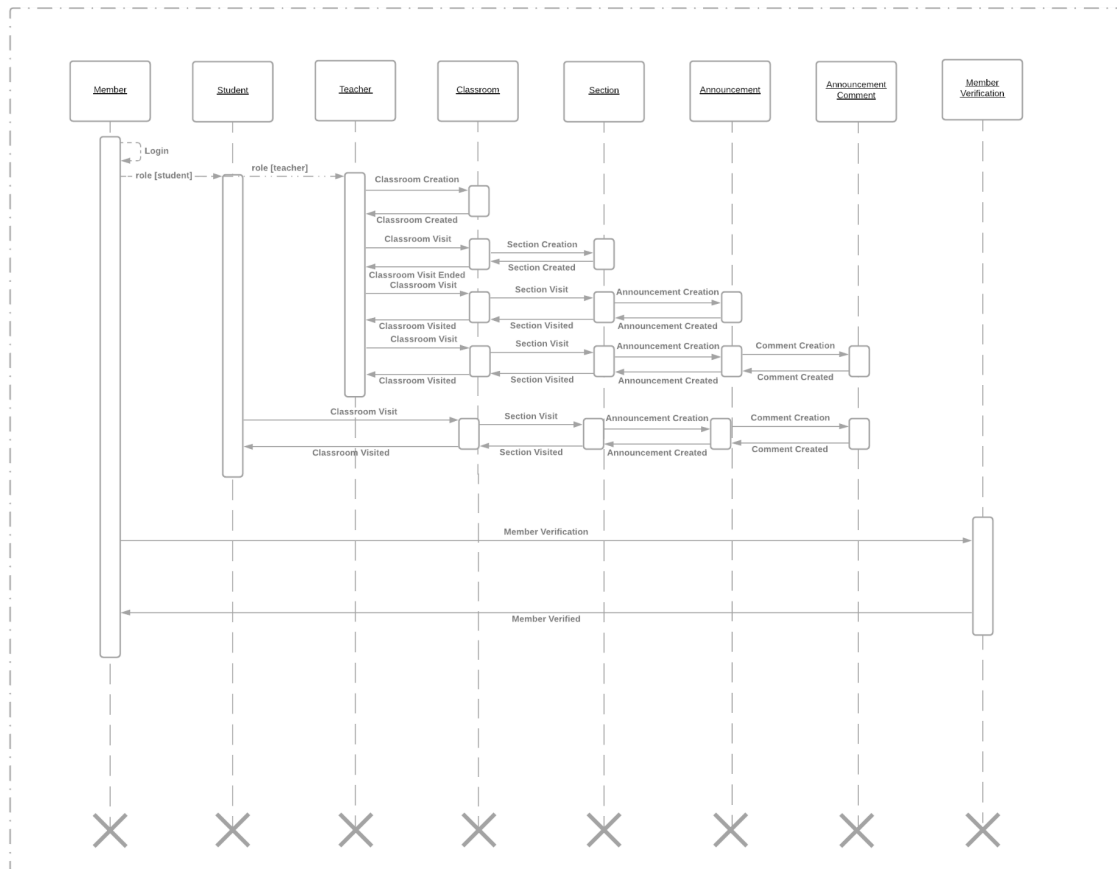 Member
Student
Teacher
Classroom
Section
Announcement
Announcement
Comment
Member
Verification
Login
role [student]
role [teacher]
Classroom Creation
Classroom Created
Classroom Visit
Section Creation
Section Created
Classroom Visit Ended
Classroom Visit
Section Visit
Announcement Creation
Classroom Visited
Section Visited
Announcement Created
Classroom Visit
Section Visit
Announcement Creation
Comment Creation
Classroom Visited
Section Visited
Announcement Created
Comment Created
Classroom Visit
Section Visit
Announcement Creation
Comment Creation
Classroom Visited
Section Visited
Announcement Created
Comment Created
Member Verification
Member Verified